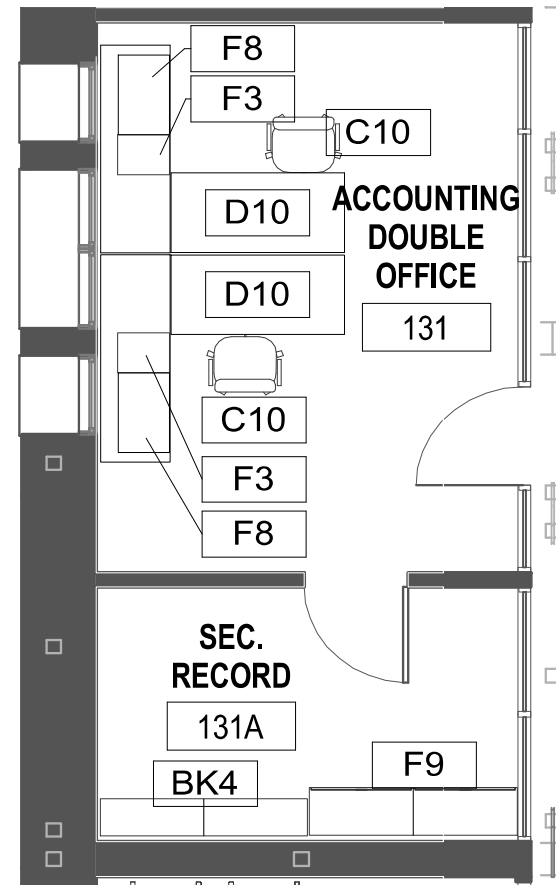 F8
F3
C10
D10
ACCOUNTING
DOUBLE
OFFICE
131
D10
C10
F3
F8
SEC.
RECORD
131A
BK4
F9